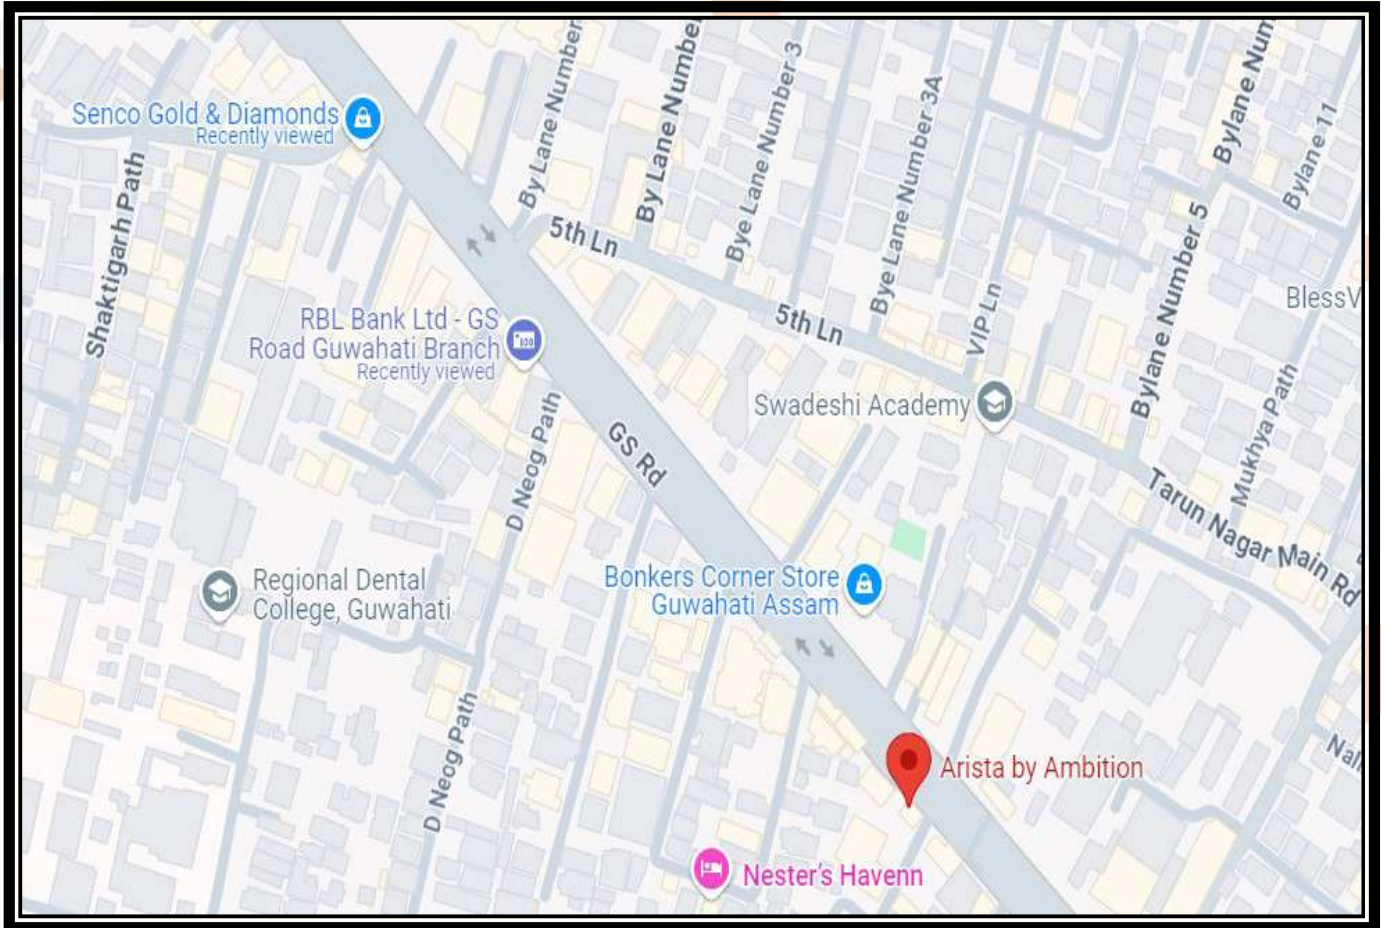 Senco Gold & Diamonds
Recently viewed
By Lane Number
By Lane Number
Bye Lane Number 3
Bye Lane Number 3A
Bylane Num
Bylane 11
Shaktigarh Path
5th Ln
5th Ln
VIP Ln
Bylane Number 5
BlessV
RBL Bank Ltd - GS
Road Guwahati Branch
Recently viewed
Swadeshi Academy
Mukhya Path
GS Rd
D Neog Path
Tarun Nagar Main Rd
Regional Dental
College, Guwahati
Bonkers Corner Store
Guwahati Assam
D Neog Path
Arista by Ambition
Nal
Nester's Havenn